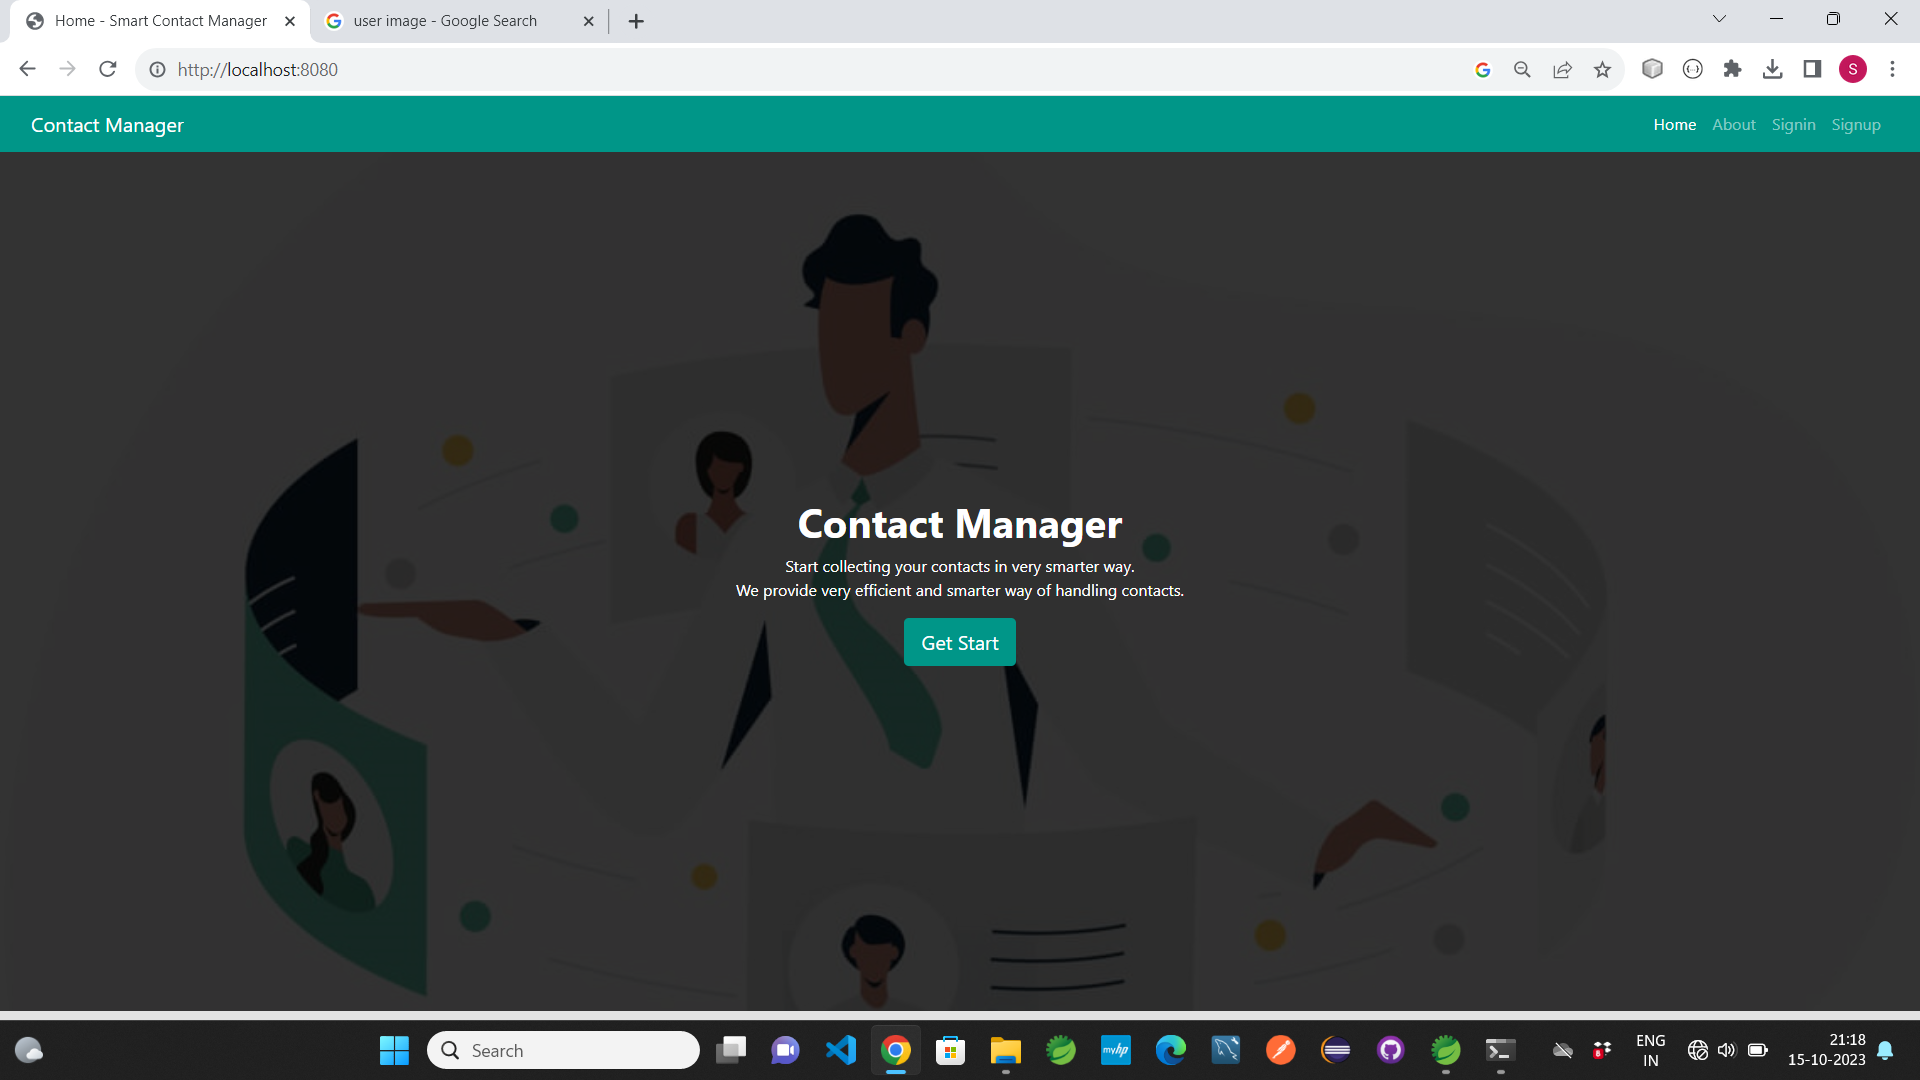 Home - Smart Contact Manager
user image - Google Search
http://localhost:8080
S
Contact Manager
Home About Signin Signup
Contact Manager
Start collecting your contacts in very smarter way.
We provide very efficient and smarter way of handling contacts.
Get Start
Search
myhp
8
ENG
IN
21:18
15-10-2023